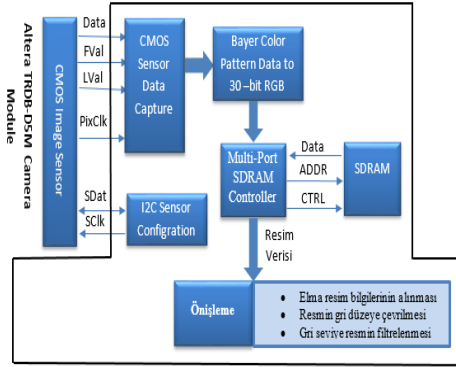 Altera TRDB-D5M Camera
Module
CMOS Image Sensor
Data
FVal
LVal
PixClk
SDat
SClk
CMOS
Sensor
Data
Capture
Bayer Color
Pattern Data to
30 –bit RGB
Multi-Port
SDRAM
Controller
Data
ADDR
CTRL
SDRAM
I2C Sensor
Configration
Resim
Verisi
Önişleme
• Elma resim bilgilerinin alınması
• Resmin gri düzeye çevrilmesi
• Gri seviye resmin filtrelenmesi